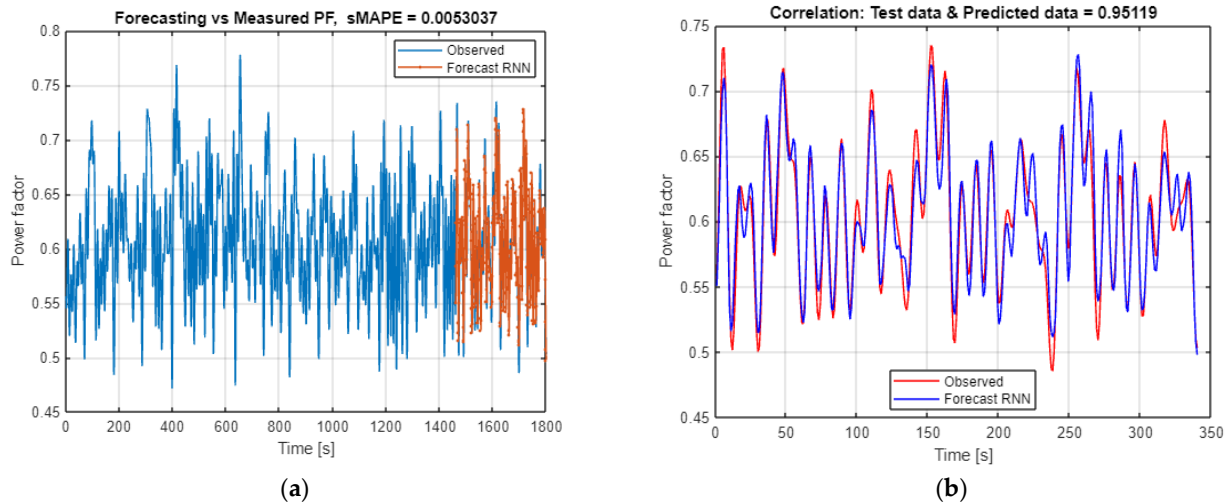 Forecasting vs Measured PF,  sMAPE = 0.0053037
0.8
0.75
0.7
0.65
0.6
0.55
0.5
0.45
Power factor
Observed
Forecast RNN
0 200 400 600 800 1000 1200 1400 1600 1800
Time [s]
(a)
Correlation: Test data & Predicted data = 0.95119
0.75
0.7
0.65
0.6
0.55
0.5
0.45
Power factor
Observed
Forecast RNN
0 50 100 150 200 250 300 350
Time [s]
(b)